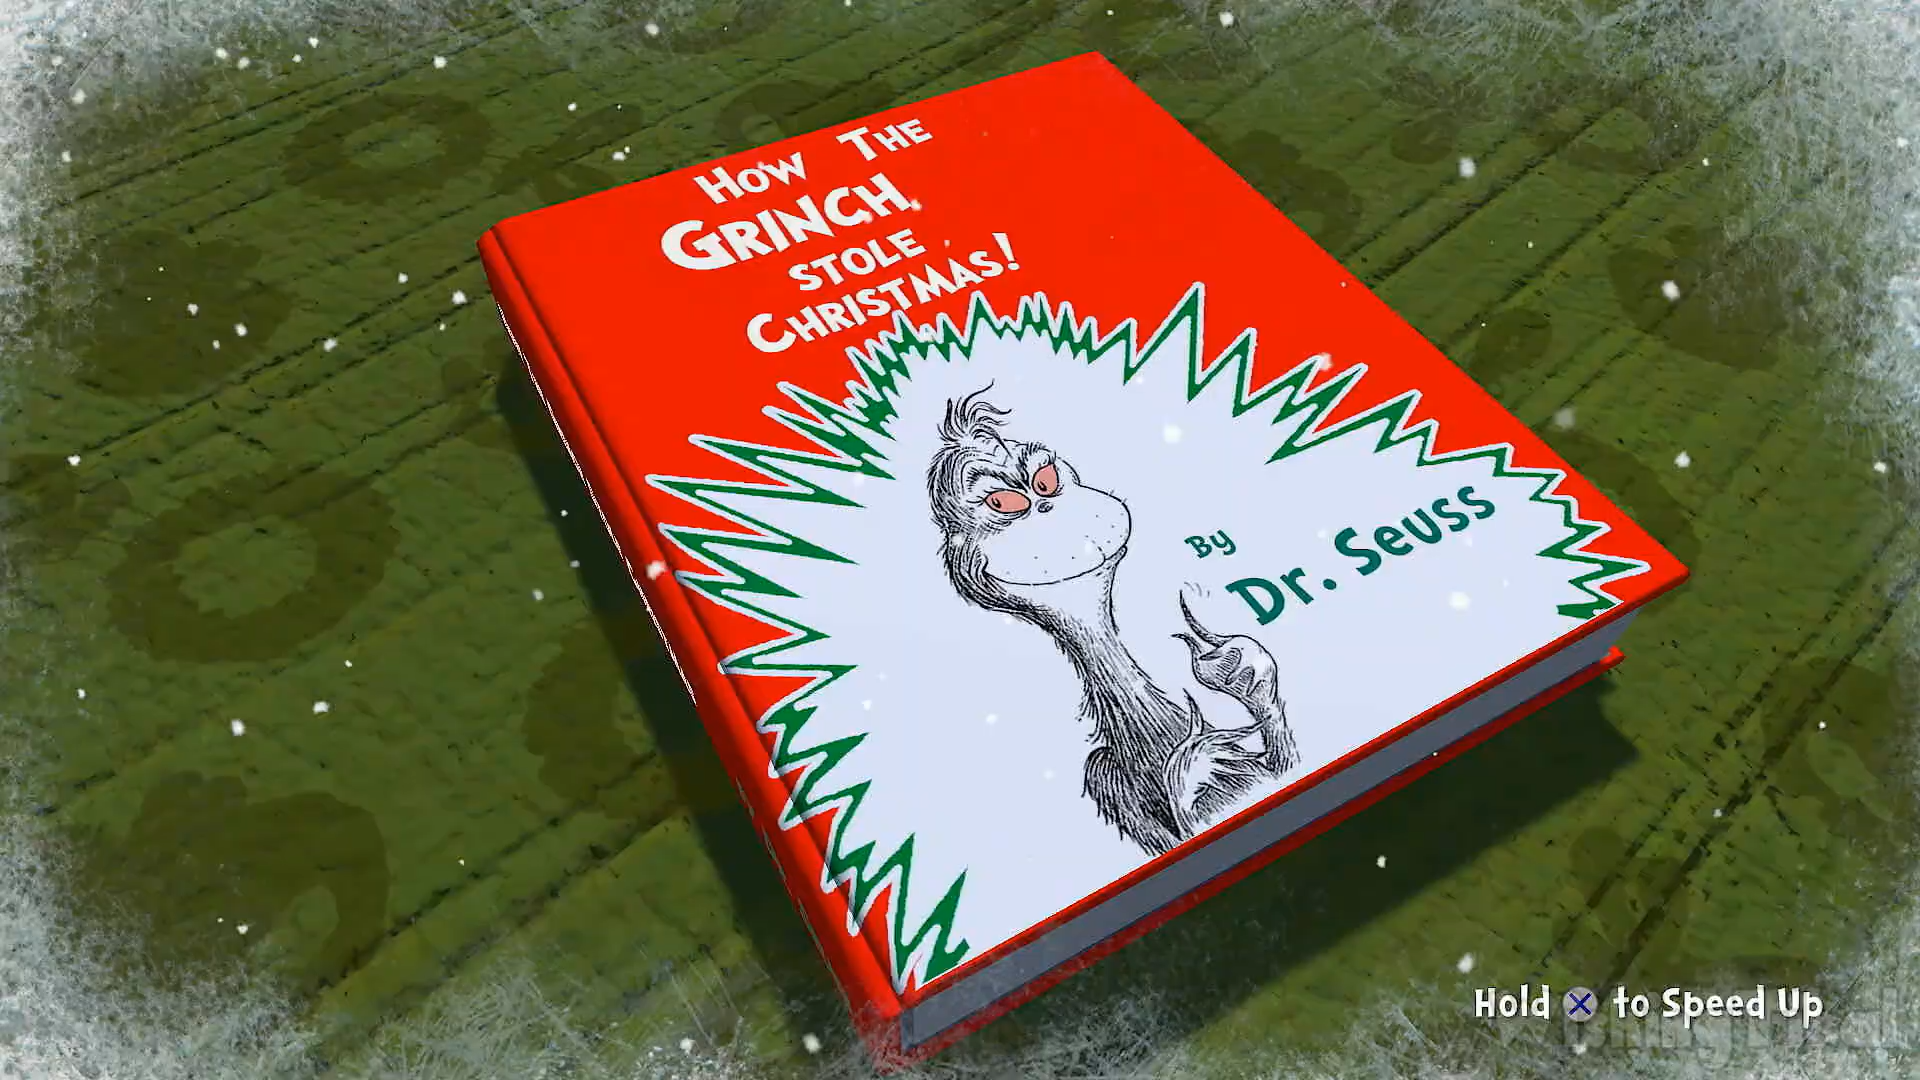 How The
Grinch
stole
Christmas!
By
Dr. Seuss
Hold ⓧ to Speed Up